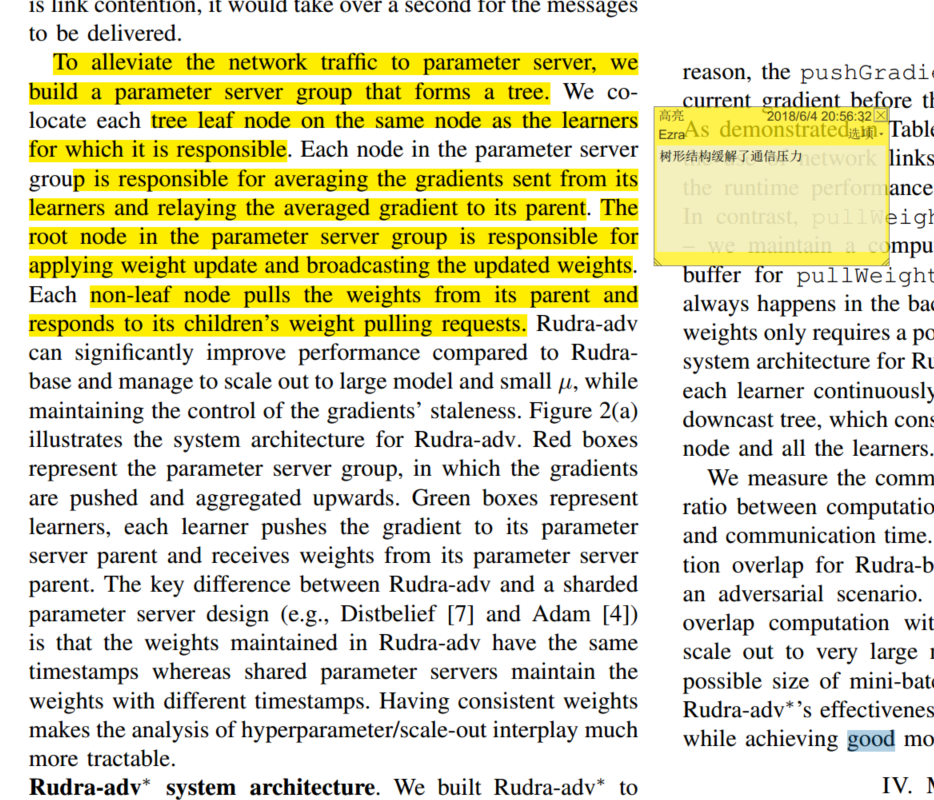 is link contention, it would take over a second for the messages
to be delivered.
To alleviate the network traffic to parameter server, we
build a parameter server group that forms a tree. We co-
locate each tree leaf node on the same node as the learners
for which it is responsible. Each node in the parameter server
group is responsible for averaging the gradients sent from its
learners and relaying the averaged gradient to its parent. The
root node in the parameter server group is responsible for
applying weight update and broadcasting the updated weights.
Each non-leaf node pulls the weights from its parent and
responds to its children's weight pulling requests. Rudra-adv
can significantly improve performance compared to Rudra-
base and manage to scale out to large model and small μ, while
maintaining the control of the gradients' staleness. Figure 2(a)
illustrates the system architecture for Rudra-adv. Red boxes
represent the parameter server group, in which the gradients
are pushed and aggregated upwards. Green boxes represent
learners, each learner pushes the gradient to its parameter
server parent and receives weights from its parameter server
parent. The key difference between Rudra-adv and a sharded
parameter server design (e.g., Distbelief [7] and Adam [4])
is that the weights maintained in Rudra-adv have the same
timestamps whereas shared parameter servers maintain the
weights with different timestamps. Having consistent weights
makes the analysis of hyperparameter/scale-out interplay much
more tractable.
Rudra-adv* system architecture. We built Rudra-adv* to
reason, the pushGradie
current gradient before th
高亮 2018/6/4 20:56:32
Ezra 选项
树形结构缓解了通信压力
As demonstrated in Table
network links
the runtime performance
In contrast, pullWeigh
– we maintain a compu
buffer for pullWeight
always happens in the bac
weights only requires a po
system architecture for Ru
each learner continuously
downcast tree, which cons
node and all the learners.
We measure the comm
ratio between computatio
and communication time.
tion overlap for Rudra-b
an adversarial scenario.
overlap computation wit
scale out to very large m
possible size of mini-bat
Rudra-adv*'s effectiveness
while achieving good mo
IV. M